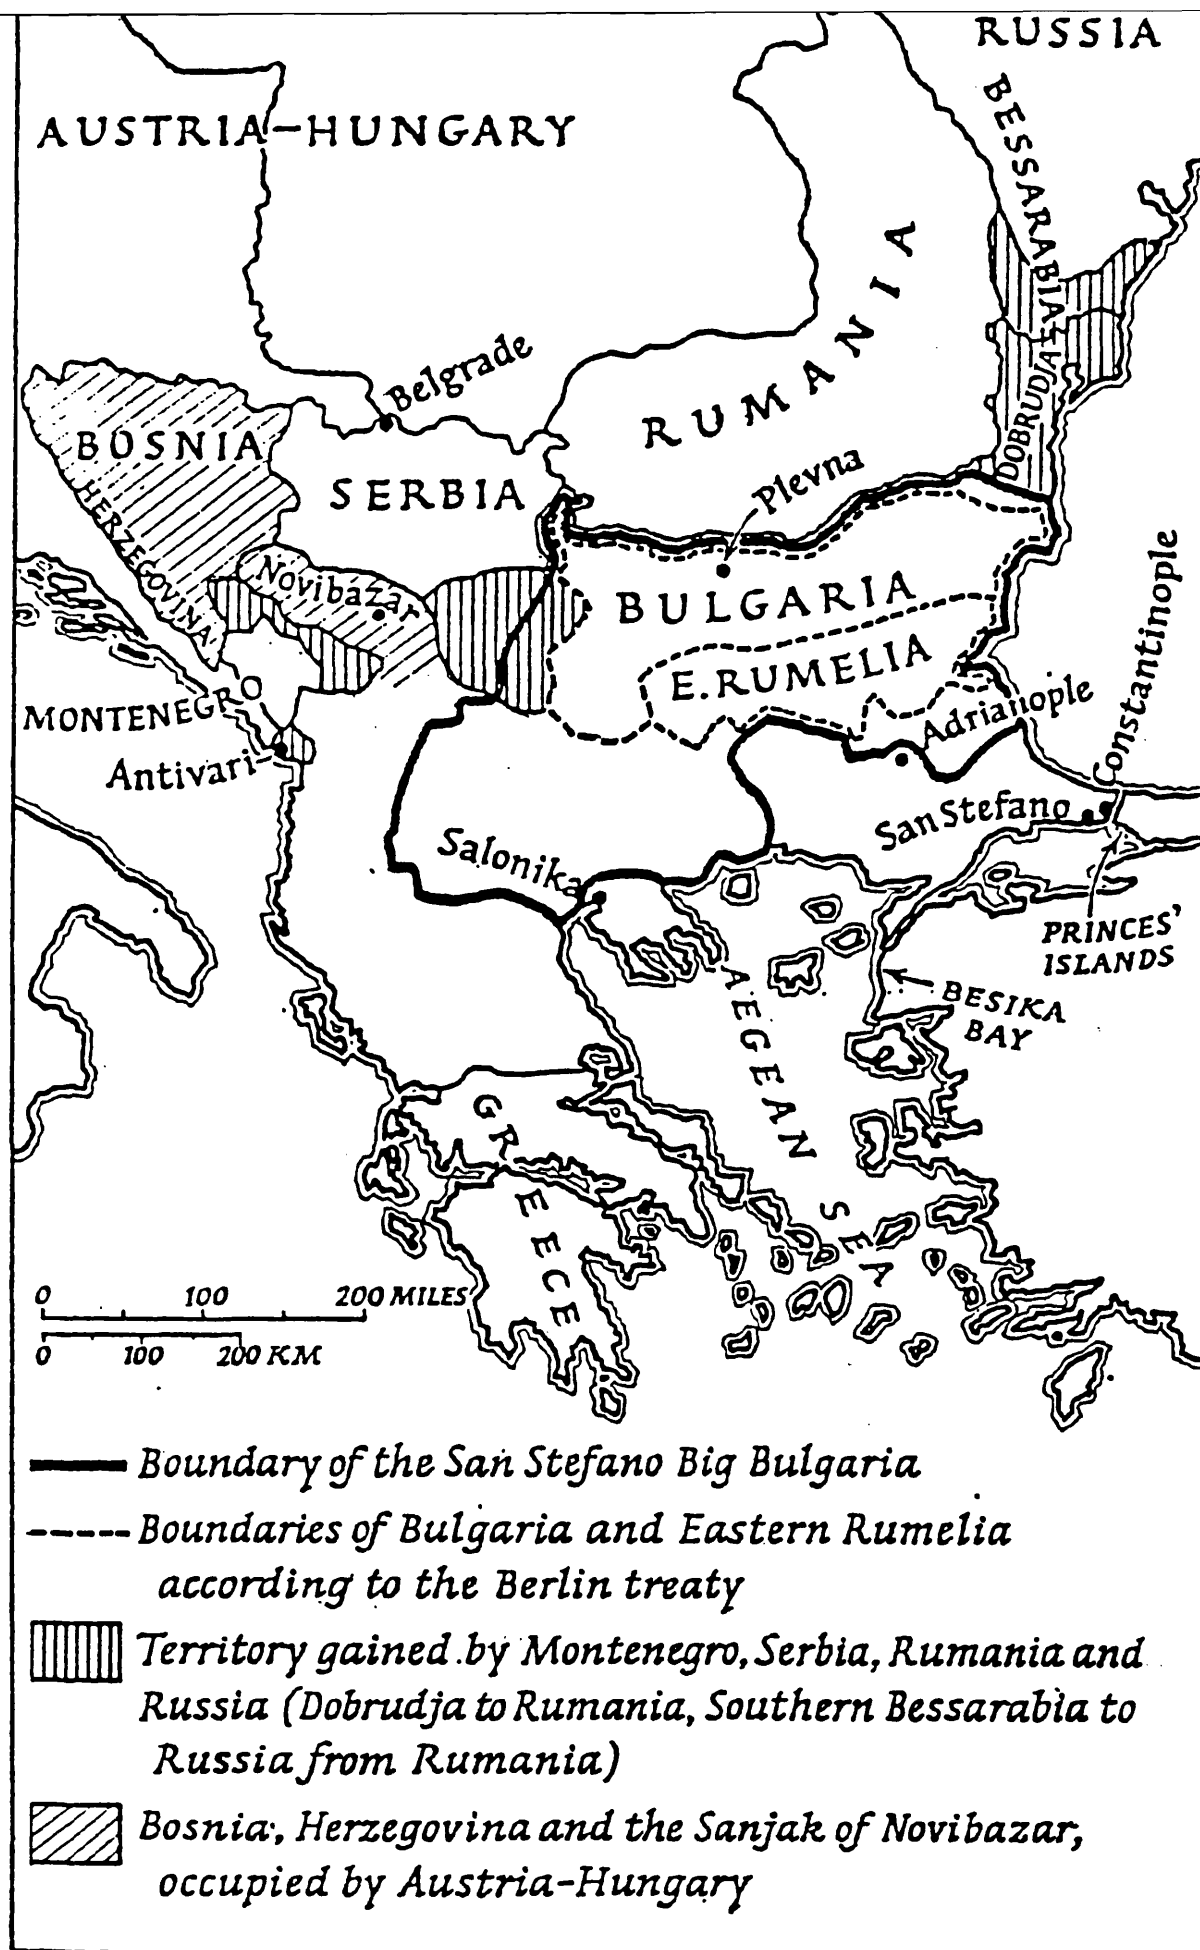 RUSSIA
BESSARABIA
AUSTRIA-HUNGARY
RUMANIA
Belgrade
BOSNIA
SERBIA
DOBRUDJA
Plevna
HERZEGOVINA
Novibazar
BULGARIA
E. RUMELIA
Constantinople
MONTENEGRO
Adrianople
Antivari
San Stefano
Salonika
PRINCES'
ISLANDS
BESIKA
BAY
AEGEAN SEA
GREECE
0 100 200 MILES
0 100 200 KM
Boundary of the San Stefano Big Bulgaria
Boundaries of Bulgaria and Eastern Rumelia
according to the Berlin treaty
Territory gained by Montenegro, Serbia, Rumania and
Russia (Dobrudja to Rumania, Southern Bessarabia to
Russia from Rumania)
Bosnia, Herzegovina and the Sanjak of Novibazar,
occupied by Austria-Hungary